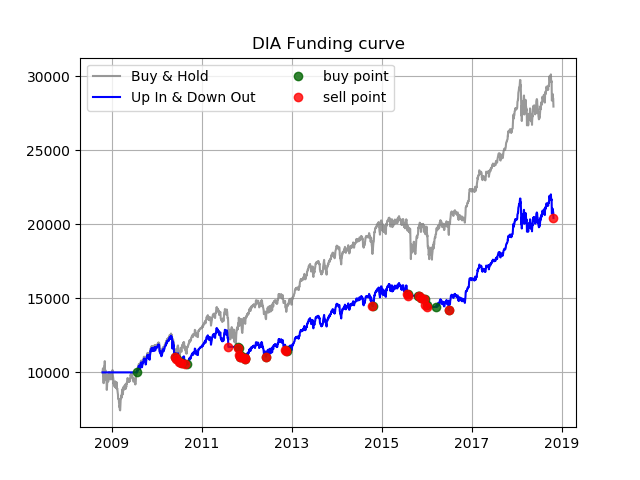 DIA Funding curve
Buy & Hold
Up In & Down Out
buy point
sell point
30000
25000
20000
15000
10000
2009 2011 2013 2015 2017 2019